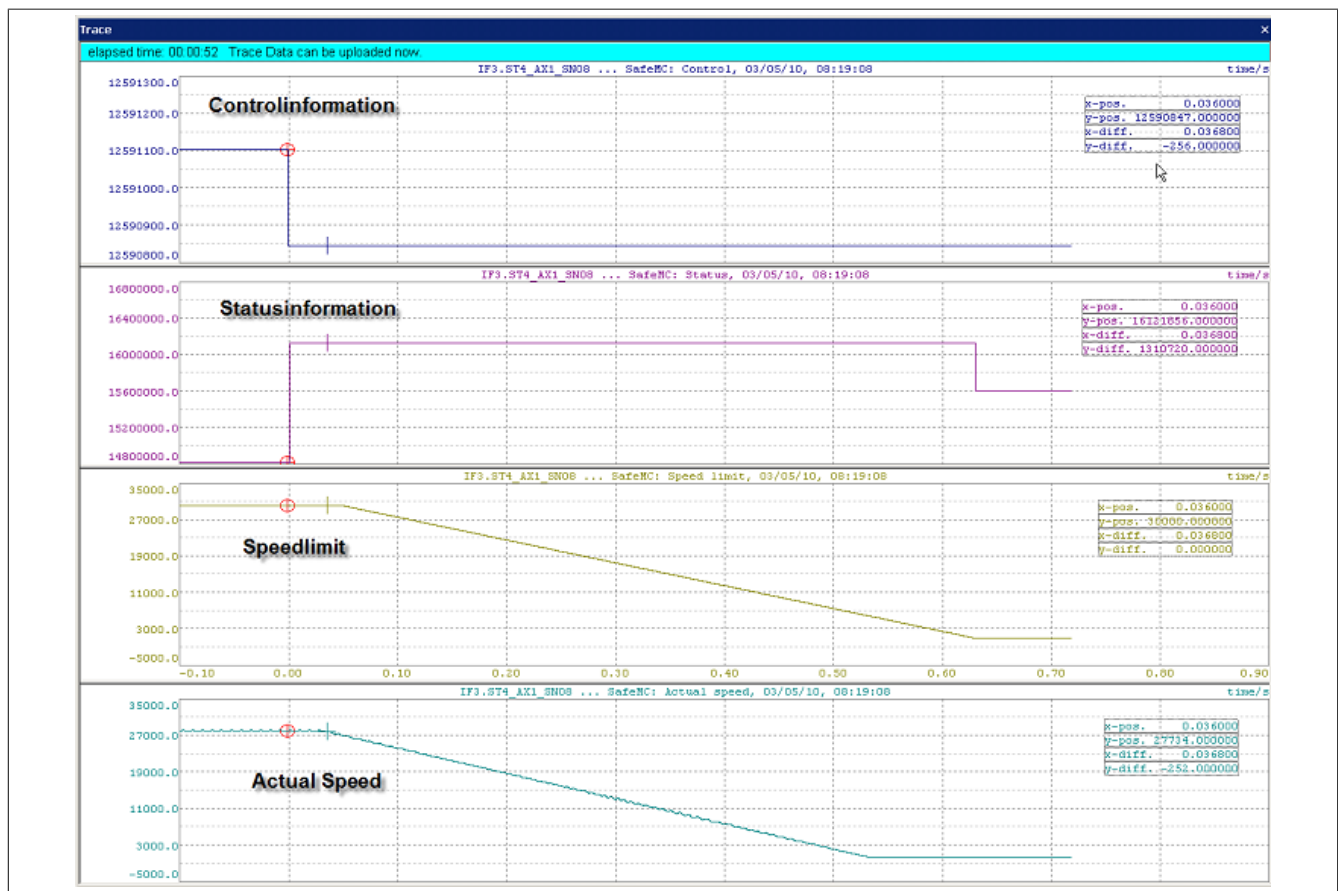 Trace
elapsed time: 00:00:52 Trace Data can be uploaded now.
IF3.ST4_AX1_SN08 ... SafeMC: Control, 03/05/10, 08:19:08
time/s
12591300.0
12591200.0
12591100.0
12591000.0
12590900.0
12590800.0
Controlinformation
x-pos. 0.036000
y-pos. 12590847.000000
x-diff. 0.036800
y-diff. -256.000000
IF3.ST4_AX1_SN08 ... SafeMC: Status, 03/05/10, 08:19:08
time/s
16800000.0
16400000.0
16000000.0
15600000.0
15200000.0
14800000.0
Statusinformation
x-pos. 0.036000
y-pos. 16121856.000000
x-diff. 0.036800
y-diff. 1310720.000000
IF3.ST4_AX1_SN08 ... SafeMC: Speed limit, 03/05/10, 08:19:08
time/s
35000.0
27000.0
19000.0
11000.0
3000.0
-5000.0
Speedlimit
x-pos. 0.036000
y-pos. 30000.000000
x-diff. 0.036800
y-diff. 0.000000
-0.10 0.00 0.10 0.20 0.30 0.40 0.50 0.60 0.70 0.80 0.90
IF3.ST4_AX1_SN08 ... SafeMC: Actual speed, 03/05/10, 08:19:08
time/s
35000.0
27000.0
19000.0
11000.0
3000.0
-5000.0
Actual Speed
x-pos. 0.036000
y-pos. 27734.000000
x-diff. 0.036800
y-diff. -252.000000